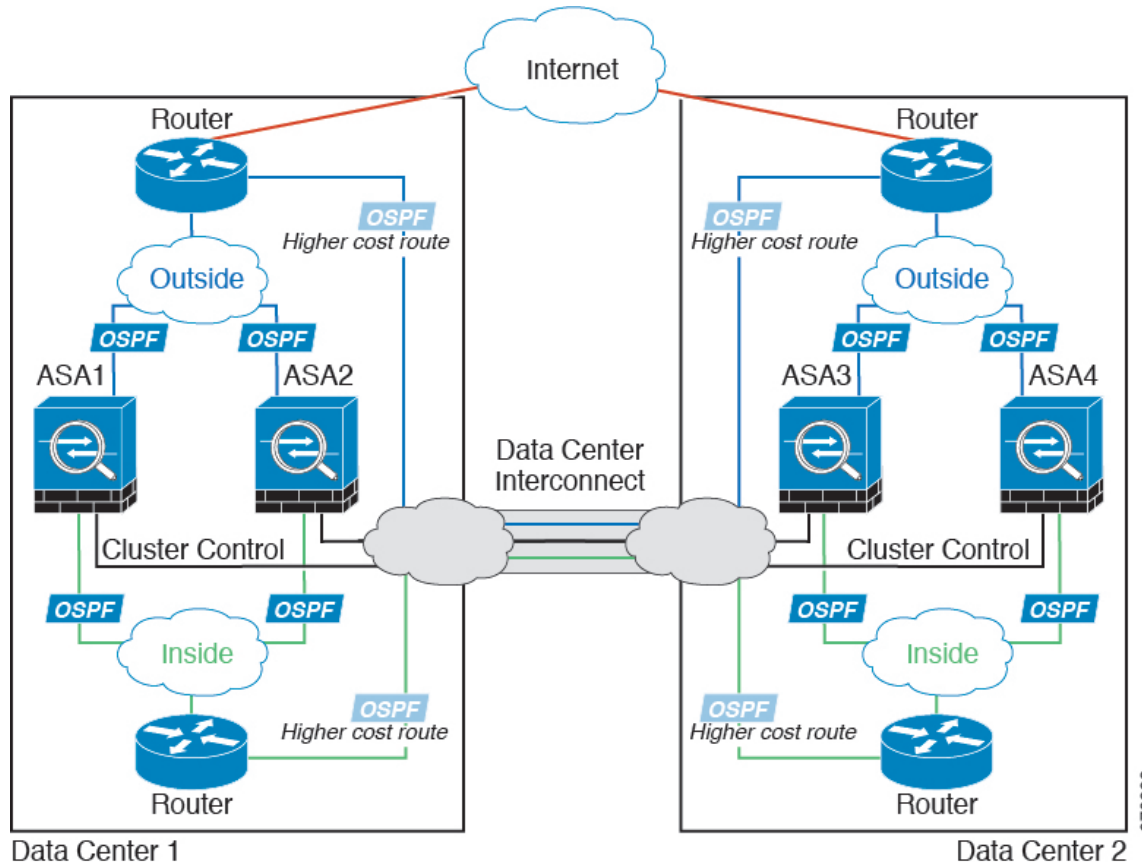 Internet
Router
OSPF
Higher cost route
Outside
OSPF
OSPF
ASA1
ASA2
Cluster Control
OSPF
OSPF
Inside
OSPF
Higher cost route
Router
Data Center 1
Data Center
Interconnect
Router
OSPF
Higher cost route
Outside
OSPF
OSPF
ASA3
ASA4
Cluster Control
OSPF
OSPF
Inside
OSPF
Higher cost route
Router
Data Center 2